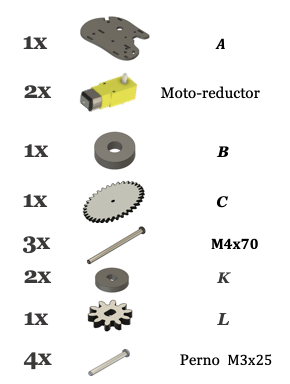 1x A
2x Moto-reductor
1x B
1x C
3x M4x70
2x K
1x L
4x Perno M3x25